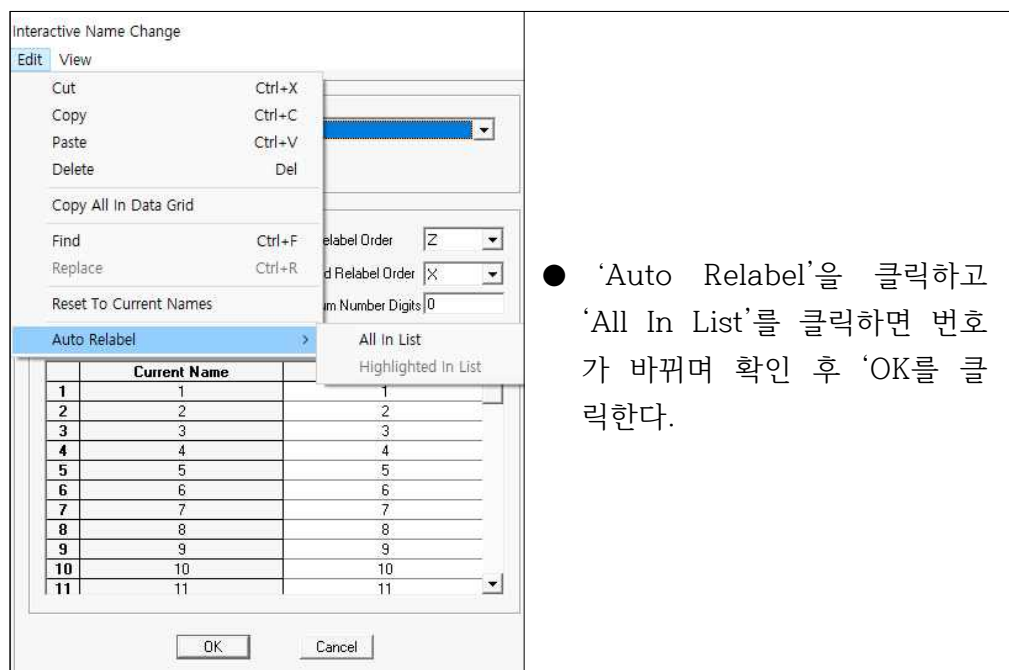 Interactive Name Change
Edit View
Cut Ctrl+X
Copy Ctrl+C
Paste Ctrl+V
Delete Del
Copy All In Data Grid
Find Ctrl+F
Replace Ctrl+R
Reset To Current Names
Auto Relabel >
All In List
Highlighted In List
elabel Order Z
d Relabel Order X
um Number Digits 0
Current Name
1 1 1
2 2 2
3 3 3
4 4 4
5 5 5
6 6 6
7 7 7
8 8 8
9 9 9
10 10 10
11 11 11
OK Cancel
● ‘Auto Relabel’을 클릭하고
‘All In List’를 클릭하면 번호
가 바뀌며 확인 후 ‘OK를 클
릭한다.